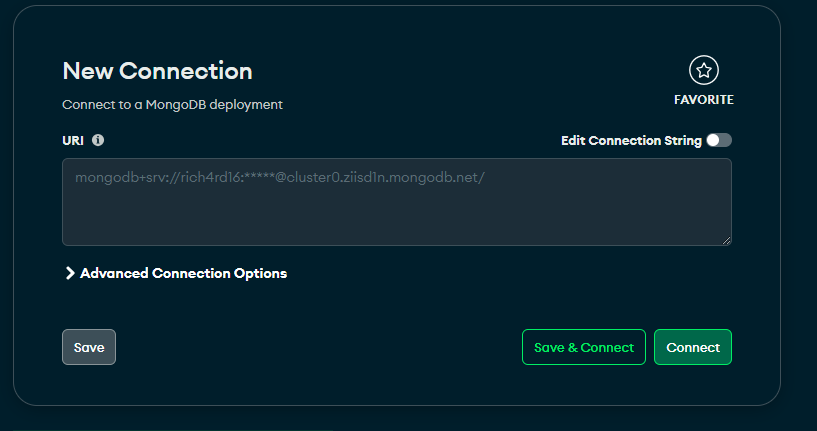 New Connection
FAVORITE
Connect to a MongoDB deployment
URI
Edit Connection String
mongodb+srv://rich4rd16:*****@cluster0.ziisd1n.mongodb.net/
Advanced Connection Options
Save
Save & Connect
Connect